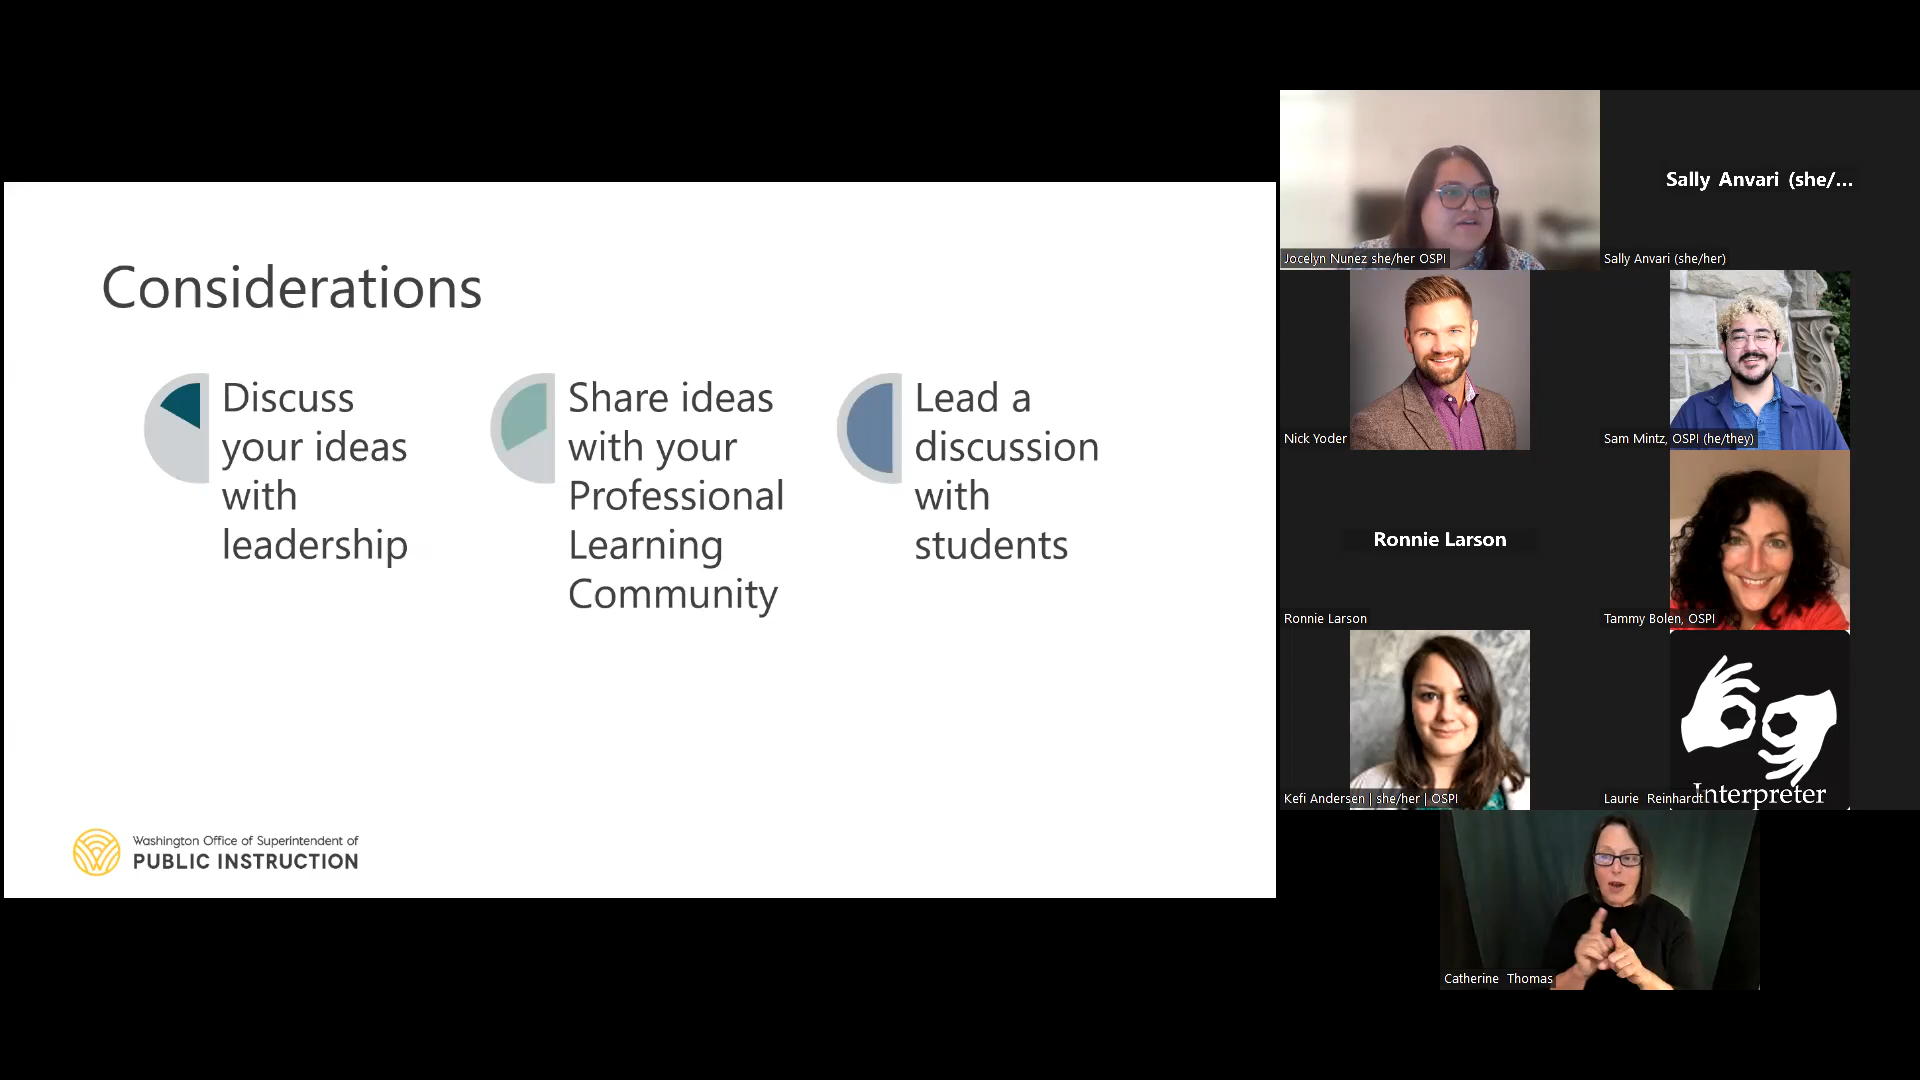 Considerations
Discuss
your ideas
with
leadership
Share ideas
with your
Professional
Learning
Community
Lead a
discussion
with
students
Washington Office of Superintendent of
PUBLIC INSTRUCTION
Jocelyn Nunez she/her OSPI
Sally Anvari (she/...
Sally Anvari (she/her)
Nick Yoder
Sam Mintz, OSPI (he/they)
Ronnie Larson
Ronnie Larson
Tammy Bolen, OSPI
Kefi Andersen | she/her | OSPI
Interpreter
Laurie Reinhardt
Catherine Thomas